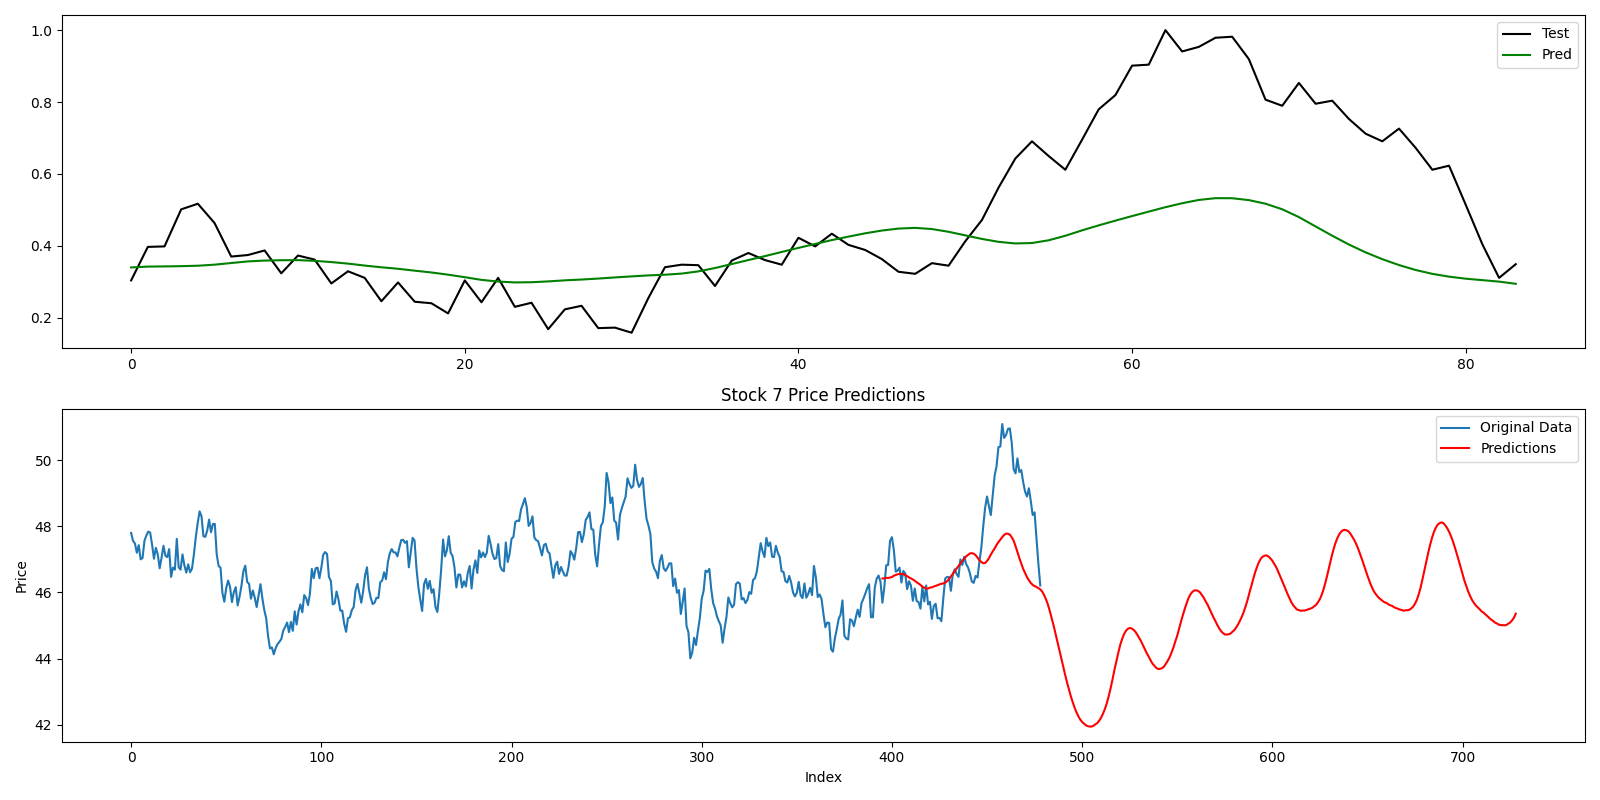 1.0
0.8
0.6
0.4
0.2
Test
Pred
0 20 40 60 80
Stock 7 Price Predictions
Original Data
Predictions
Price
50
48
46
44
42
0 100 200 300 400 500 600 700
Index